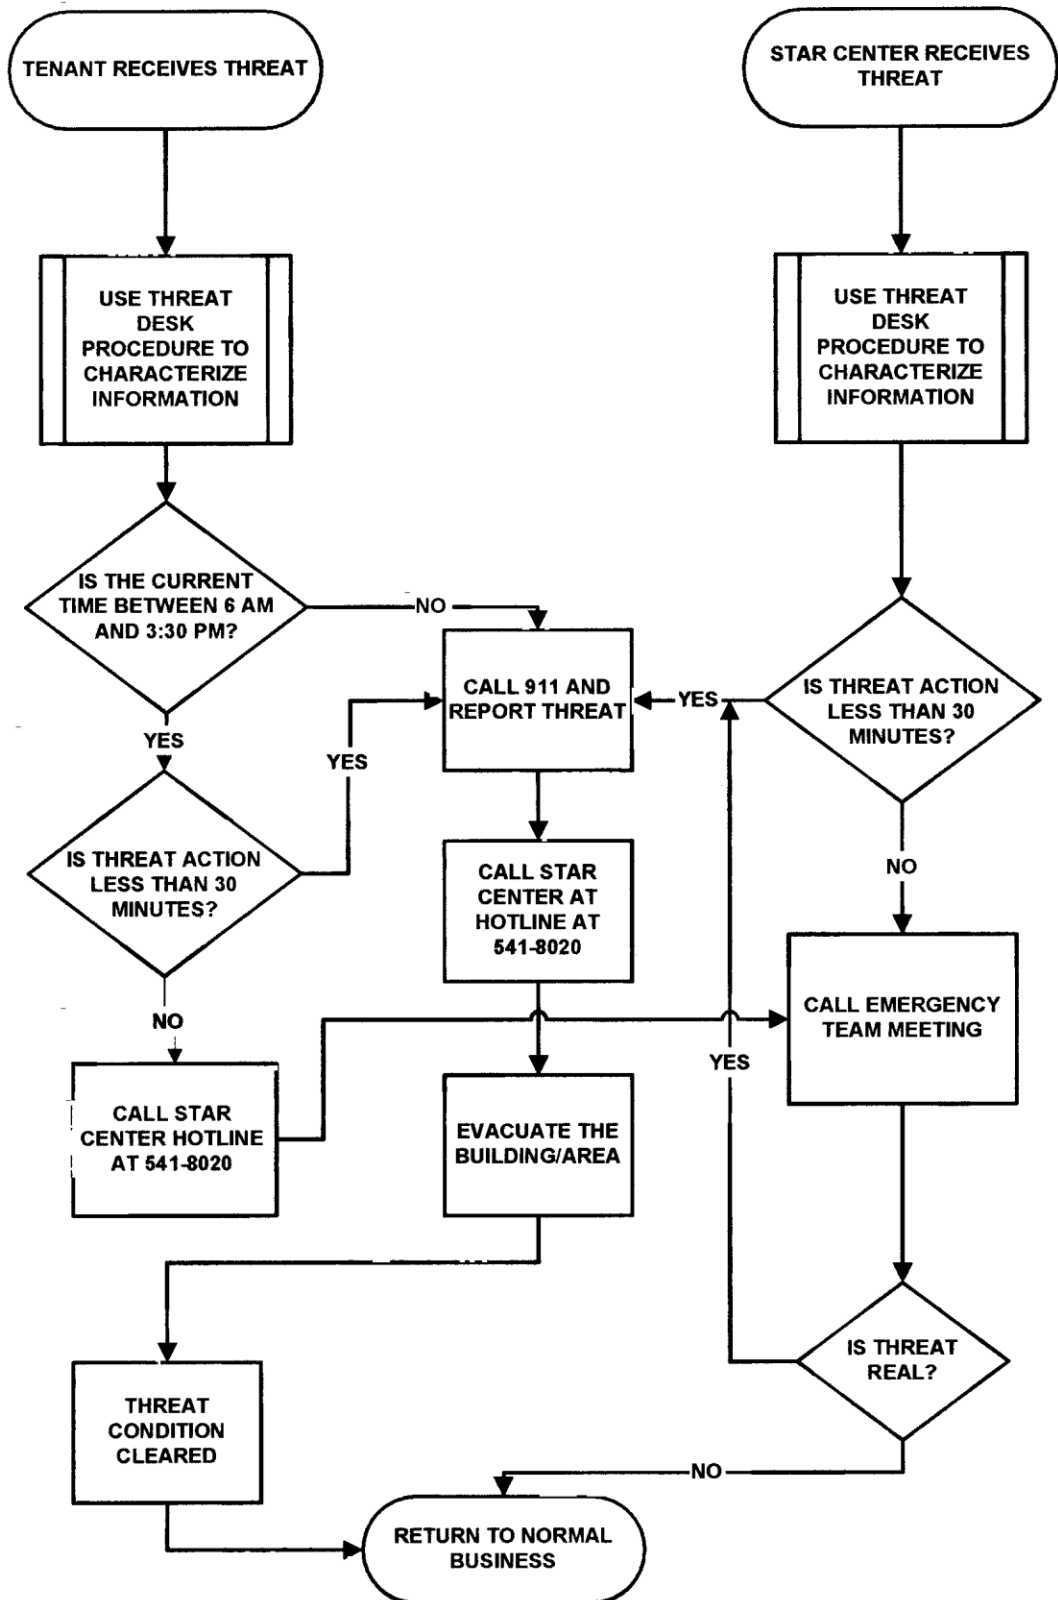 TENANT RECEIVES THREAT
STAR CENTER RECEIVES
THREAT
USE THREAT
DESK
PROCEDURE TO
CHARACTERIZE
INFORMATION
USE THREAT
DESK
PROCEDURE TO
CHARACTERIZE
INFORMATION
IS THE CURRENT
TIME BETWEEN 6 AM
AND 3:30 PM?
NO
CALL 911 AND
REPORT THREAT
YES
IS THREAT ACTION
LESS THAN 30
MINUTES?
YES
YES
IS THREAT ACTION
LESS THAN 30
MINUTES?
CALL STAR
CENTER AT
HOTLINE AT
541-8020
NO
NO
CALL EMERGENCY
TEAM MEETING
YES
CALL STAR
CENTER HOTLINE
AT 541-8020
EVACUATE THE
BUILDING/AREA
IS THREAT
REAL?
THREAT
CONDITION
CLEARED
NO
RETURN TO NORMAL
BUSINESS